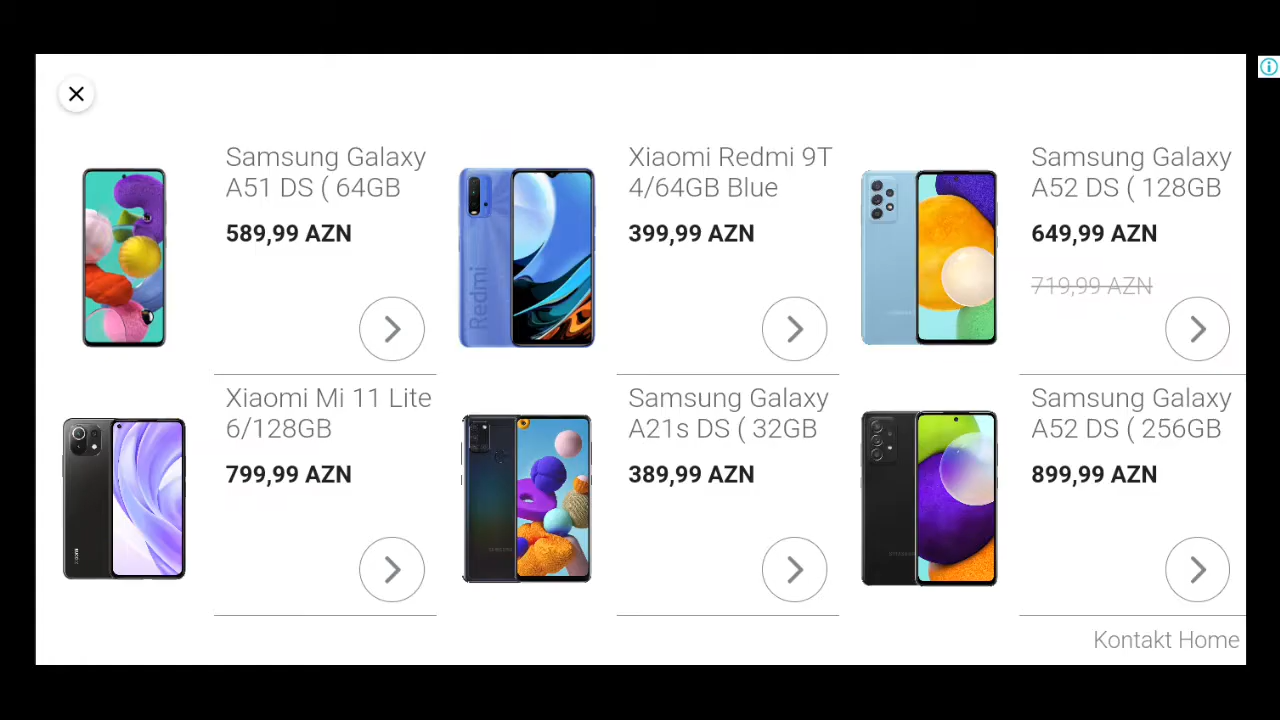 Samsung Galaxy
A51 DS ( 64GB
589,99 AZN
Xiaomi Redmi 9T
4/64GB Blue
399,99 AZN
Redmi
Samsung Galaxy
A52 DS ( 128GB
649,99 AZN
719,99 AZN
Xiaomi Mi 11 Lite
6/128GB
799,99 AZN
Samsung Galaxy
A21s DS ( 32GB
389,99 AZN
Samsung Galaxy
A52 DS ( 256GB
899,99 AZN
Kontakt Home